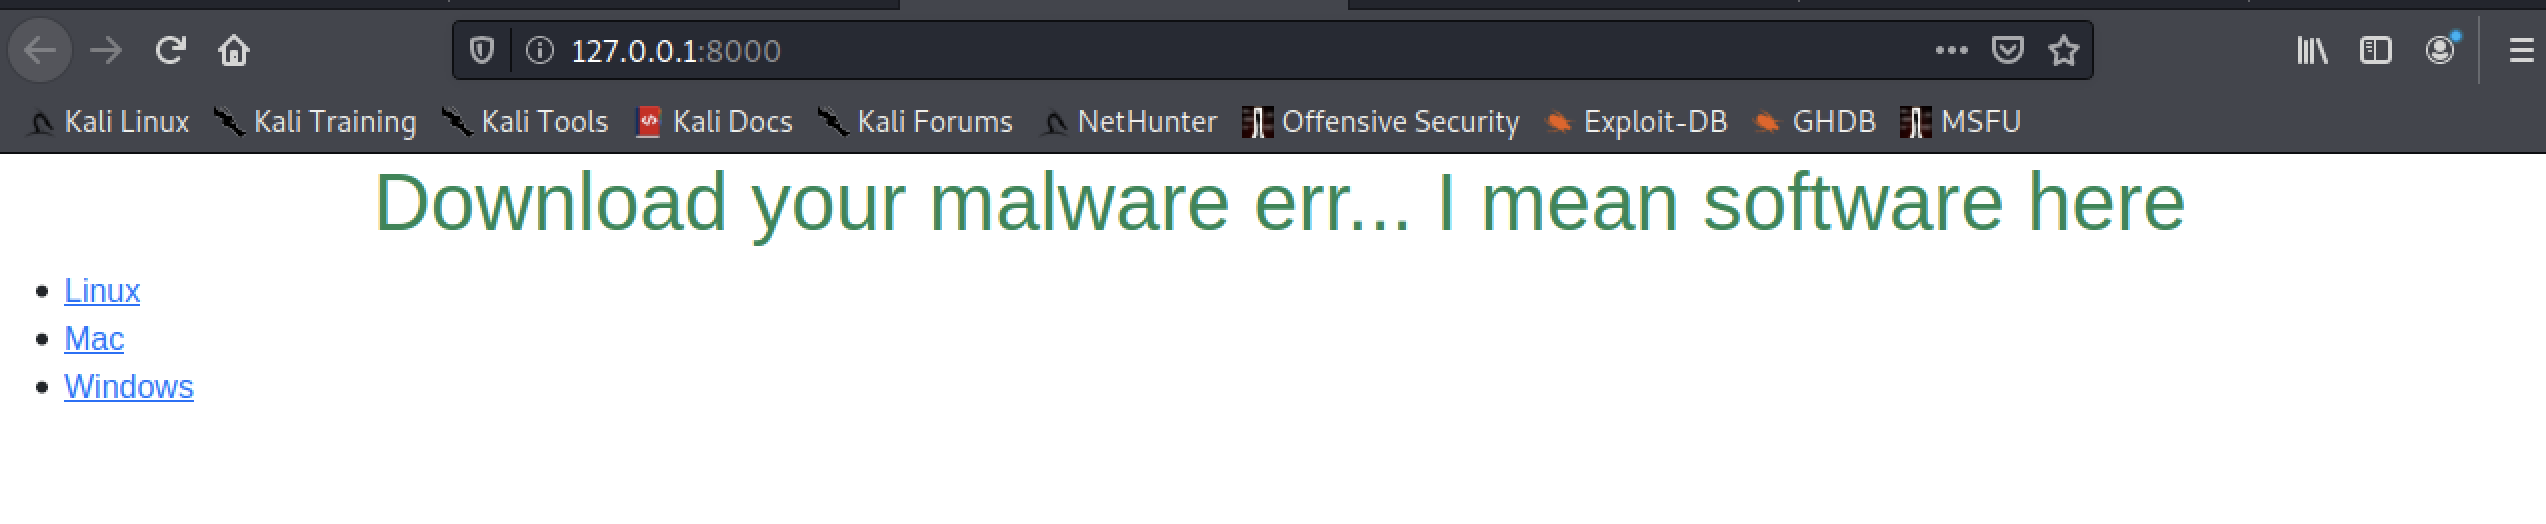 127.0.0.1:8000
Kali Linux Kali Training Kali Tools Kali Docs Kali Forums NetHunter Offensive Security Exploit-DB GHDB MSFU
Download your malware err... I mean software here
Linux
Mac
Windows